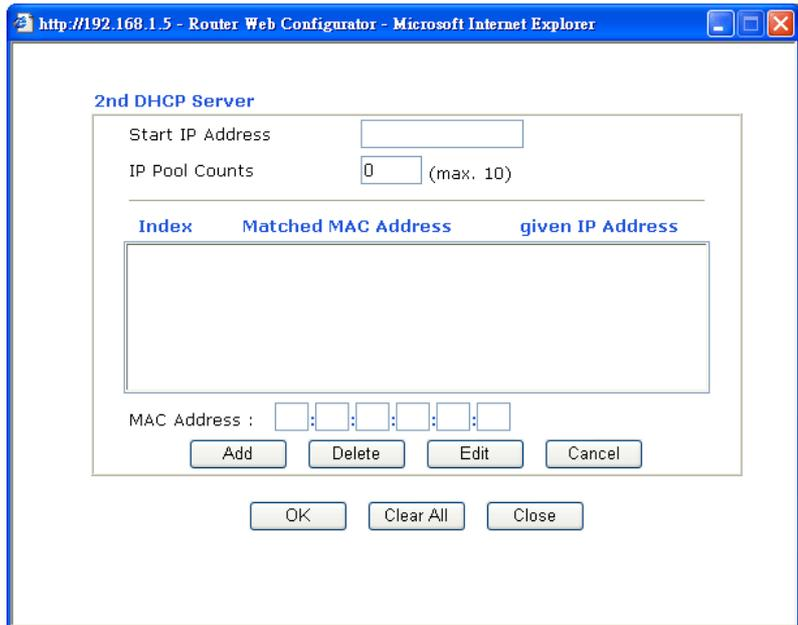 http://192.168.1.5 - Router Web Configurator - Microsoft Internet Explorer
2nd DHCP Server
Start IP Address
IP Pool Counts 0 (max. 10)
Index Matched MAC Address given IP Address
MAC Address : : : : : :
Add Delete Edit Cancel
OK Clear All Close